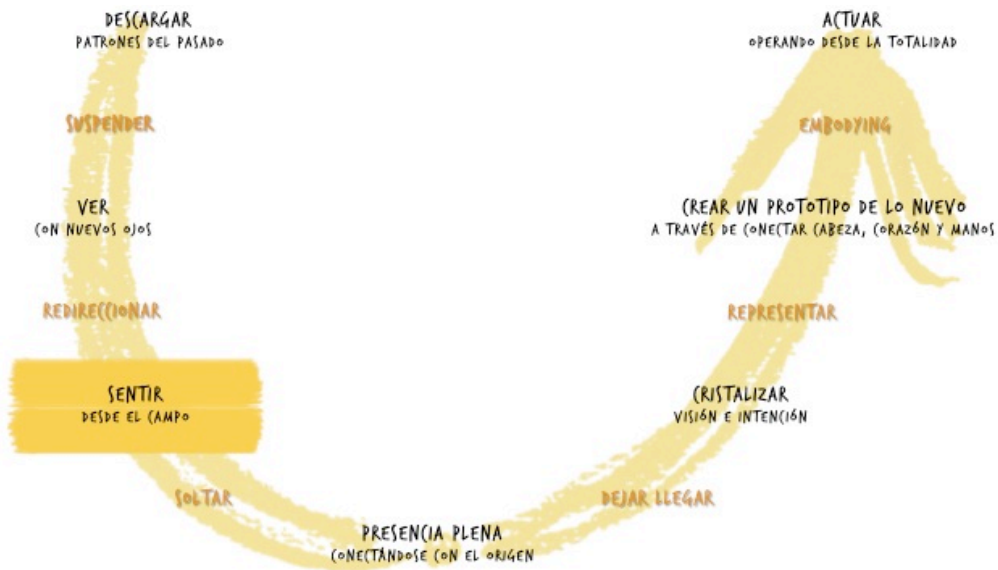 DESCARGAR
PATRONES DEL PASADO
SUSPENDER
VER
CON NUEVOS OJOS
REDIRECCIONAR
SENTIR
DESDE EL CAMPO
SOLTAR
PRESENCIA PLENA
CONECTÁNDOSE CON EL ORIGEN
DEJAR LLEGAR
CRISTALIZAR
VISIÓN E INTENCIÓN
REPRESENTAR
CREAR UN PROTOTIPO DE LO NUEVO
A TRAVÉS DE CONECTAR CABEZA, CORAZÓN Y MANOS
EMBODYING
ACTUAR
OPERANDO DESDE LA TOTALIDAD